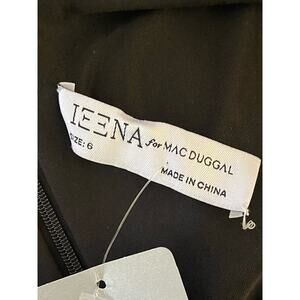 IEENA for MAC DUGGAL
SIZE: 6
MADE IN CHINA